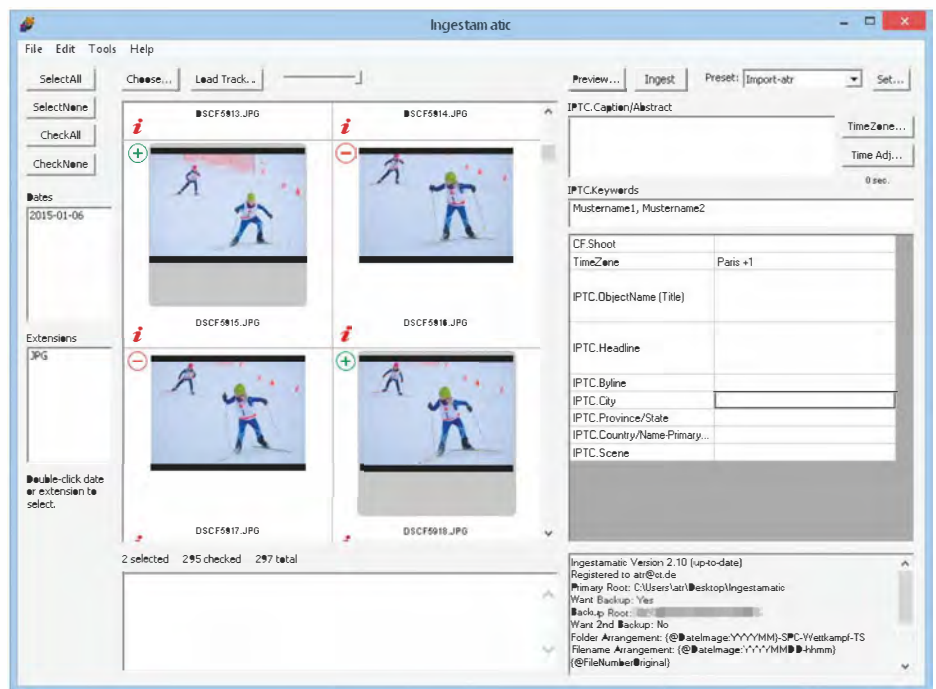 Ingestamatic
File Edit Tools Help
SelectAll
Choose... Load Track...
Preview... Ingest Preset: Import-atr Set...
SelectNone
CheckAll
CheckNone
Dates
2015-01-06
Extensions
JPG
Double-click date
or extension to
select.
DSCF5913.JPG DSCF5914.JPG
DSCF5915.JPG DSCF5916.JPG
DSCF5917.JPG DSCF5918.JPG
2 selected 295 checked 297 total
IPTC.Caption/Abstract
TimeZone...
Time Adj...
0 sec.
IPTC.Keywords
Mustername1, Mustername2
CF.Shoot
TimeZone Paris +1
IPTC.ObjectName (Title)
IPTC.Headline
IPTC.Byline
IPTC.City
IPTC.Province/State
IPTC.Country/Name-Primary...
IPTC.Scene
Ingestamatic Version 2.10 (up-to-date)
Registered to atr@ct.de
Primary Root: C:\Users\atr\Desktop\Ingestamatic
Want Backup: Yes
Backup Root:
Want 2nd Backup: No
Folder Arrangement: {@DateImage:YYYYMM}-SPC-Wettkampf-TS
Filename Arrangement: {@DateImage:YYYYMMDD-hhmm}
{@FileNumberOriginal}